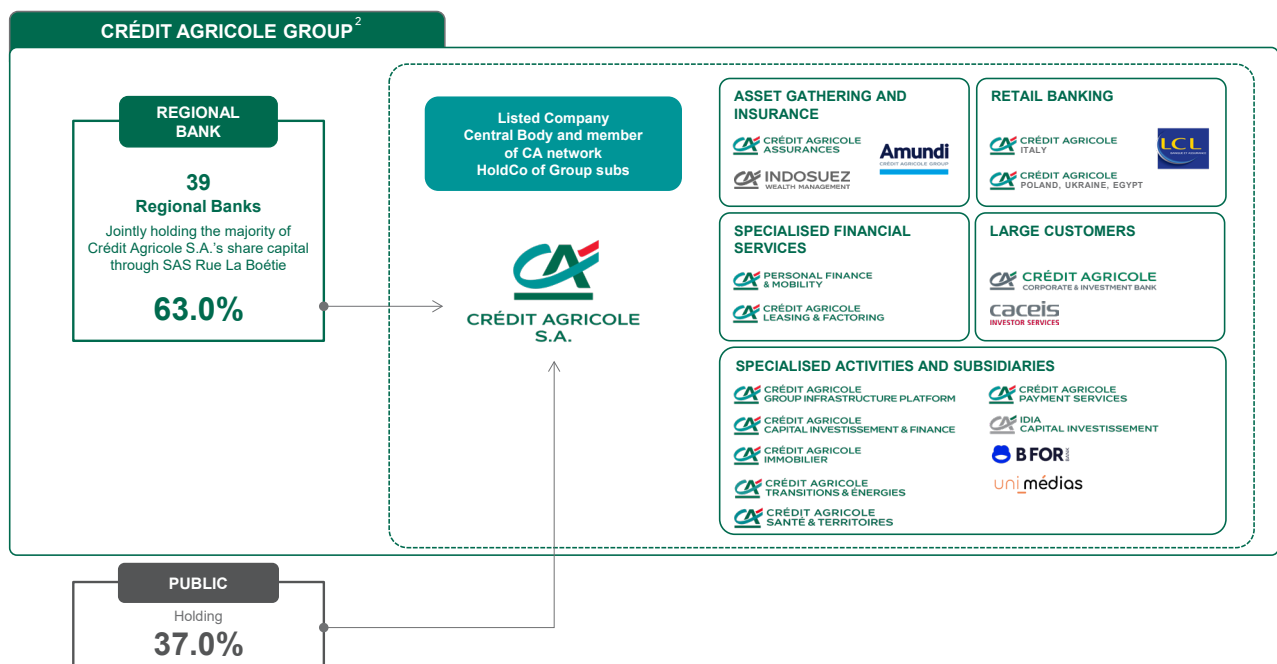 CRÉDIT AGRICOLE GROUP2
REGIONAL
BANK
39
Regional Banks
Jointly holding the majority of
Crédit Agricole S.A.'s share capital
through SAS Rue La Boétie
63.0%
Listed Company
Central Body and member
of CA network
HoldCo of Group subs
CRÉDIT AGRICOLE
S.A.
ASSET GATHERING AND
INSURANCE
CRÉDIT AGRICOLE
ASSURANCES
INDOSUEZ
WEALTH MANAGEMENT
Amundi
CRÉDIT AGRICOLE GROUP
RETAIL BANKING
CRÉDIT AGRICOLE
ITALY
CRÉDIT AGRICOLE
POLAND, UKRAINE, EGYPT
LCL
SPECIALISED FINANCIAL
SERVICES
PERSONAL FINANCE
& MOBILITY
CRÉDIT AGRICOLE
LEASING & FACTORING
LARGE CUSTOMERS
CRÉDIT AGRICOLE
CORPORATE & INVESTMENT BANK
caceis
INVESTOR SERVICES
SPECIALISED ACTIVITIES AND SUBSIDIARIES
CRÉDIT AGRICOLE
GROUP INFRASTRUCTURE PLATFORM
CRÉDIT AGRICOLE
CAPITAL INVESTISSEMENT & FINANCE
CRÉDIT AGRICOLE
IMMOBILIER
CRÉDIT AGRICOLE
TRANSITIONS & ÉNERGIES
CRÉDIT AGRICOLE
SANTÉ & TERRITOIRES
CRÉDIT AGRICOLE
PAYMENT SERVICES
IDIA
CAPITAL INVESTISSEMENT
BFOR BANK
uni_médias
PUBLIC
Holding
37.0%